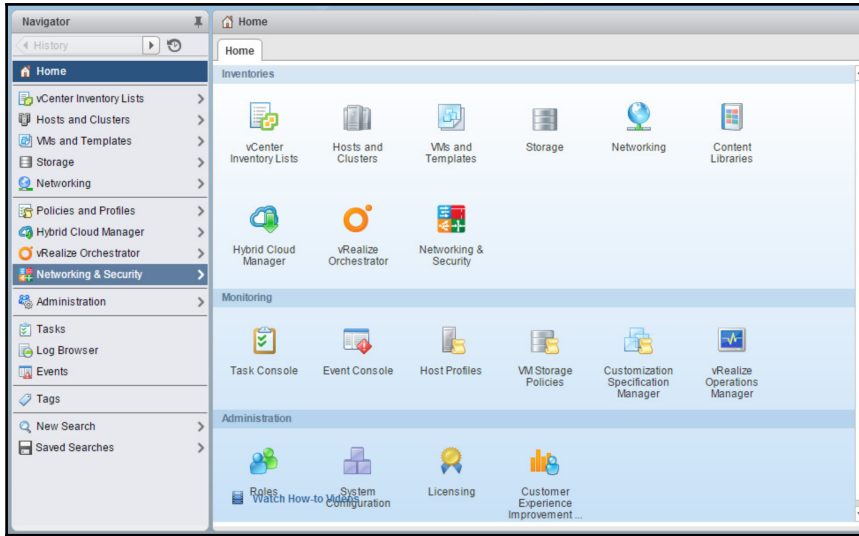 Navigator
Home
History
Home
Home
Inventories
vCenter Inventory Lists
Hosts and Clusters
VMs and Templates
Storage
Networking
Policies and Profiles
Hybrid Cloud Manager
vRealize Orchestrator
Networking & Security
Administration
Tasks
Log Browser
Events
Tags
New Search
Saved Searches
vCenter
Inventory Lists
Hosts and
Clusters
VMs and
Templates
Storage
Networking
Content
Libraries
Hybrid Cloud
Manager
vRealize
Orchestrator
Networking &
Security
Monitoring
Task Console
Event Console
Host Profiles
VM Storage
Policies
Customization
Specification
Manager
vRealize
Operations
Manager
Administration
Roles
System
Configuration
Licensing
Customer
Experience
Improvement ...
Watch How-to Videos